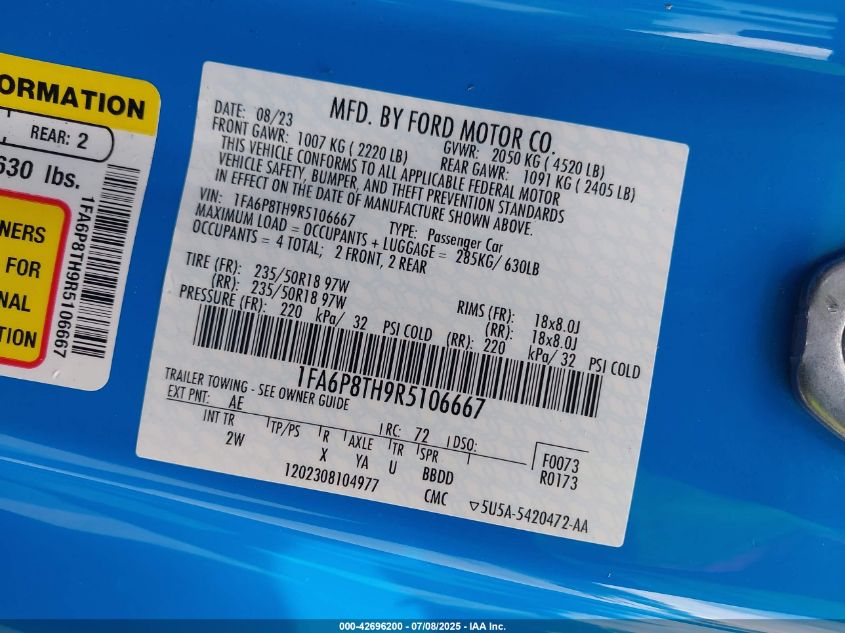 ORMATION
REAR: 2
630 lbs.
NERS
FOR
NAL
TION
1FA6P8TH9R5106667
DATE: 08/23 MFD. BY FORD MOTOR CO.
FRONT GAWR: 1007 KG ( 2220 LB) GVWR: 2050 KG ( 4520 LB)
REAR GAWR: 1091 KG ( 2405 LB)
THIS VEHICLE CONFORMS TO ALL APPLICABLE FEDERAL MOTOR
VEHICLE SAFETY, BUMPER, AND THEFT PREVENTION STANDARDS
IN EFFECT ON THE DATE OF MANUFACTURE SHOWN ABOVE.
VIN: 1FA6P8TH9R5106667 TYPE: Passenger Car
MAXIMUM LOAD = OCCUPANTS + LUGGAGE = 285KG/ 630LB
OCCUPANTS = 4 TOTAL; 2 FRONT, 2 REAR
TIRE (FR): 235/50R18 97W RIMS (FR): 18x8.0J
(RR): 235/50R18 97W (RR): 18x8.0J
PRESSURE (FR): 220 kPa/ 32 PSI COLD (RR): 220 kPa/ 32 PSI COLD
1FA6P8TH9R5106667
TRAILER TOWING - SEE OWNER GUIDE
EXT PNT: AE RC: 72 DSO: F0073
INT TR TP/PS R AXLE TR SPR R0173
2W X YA U BBDD
1202308104977 CMC ▽5U5A-5420472-AA
000-42696200 - 07/08/2025 - IAA Inc.